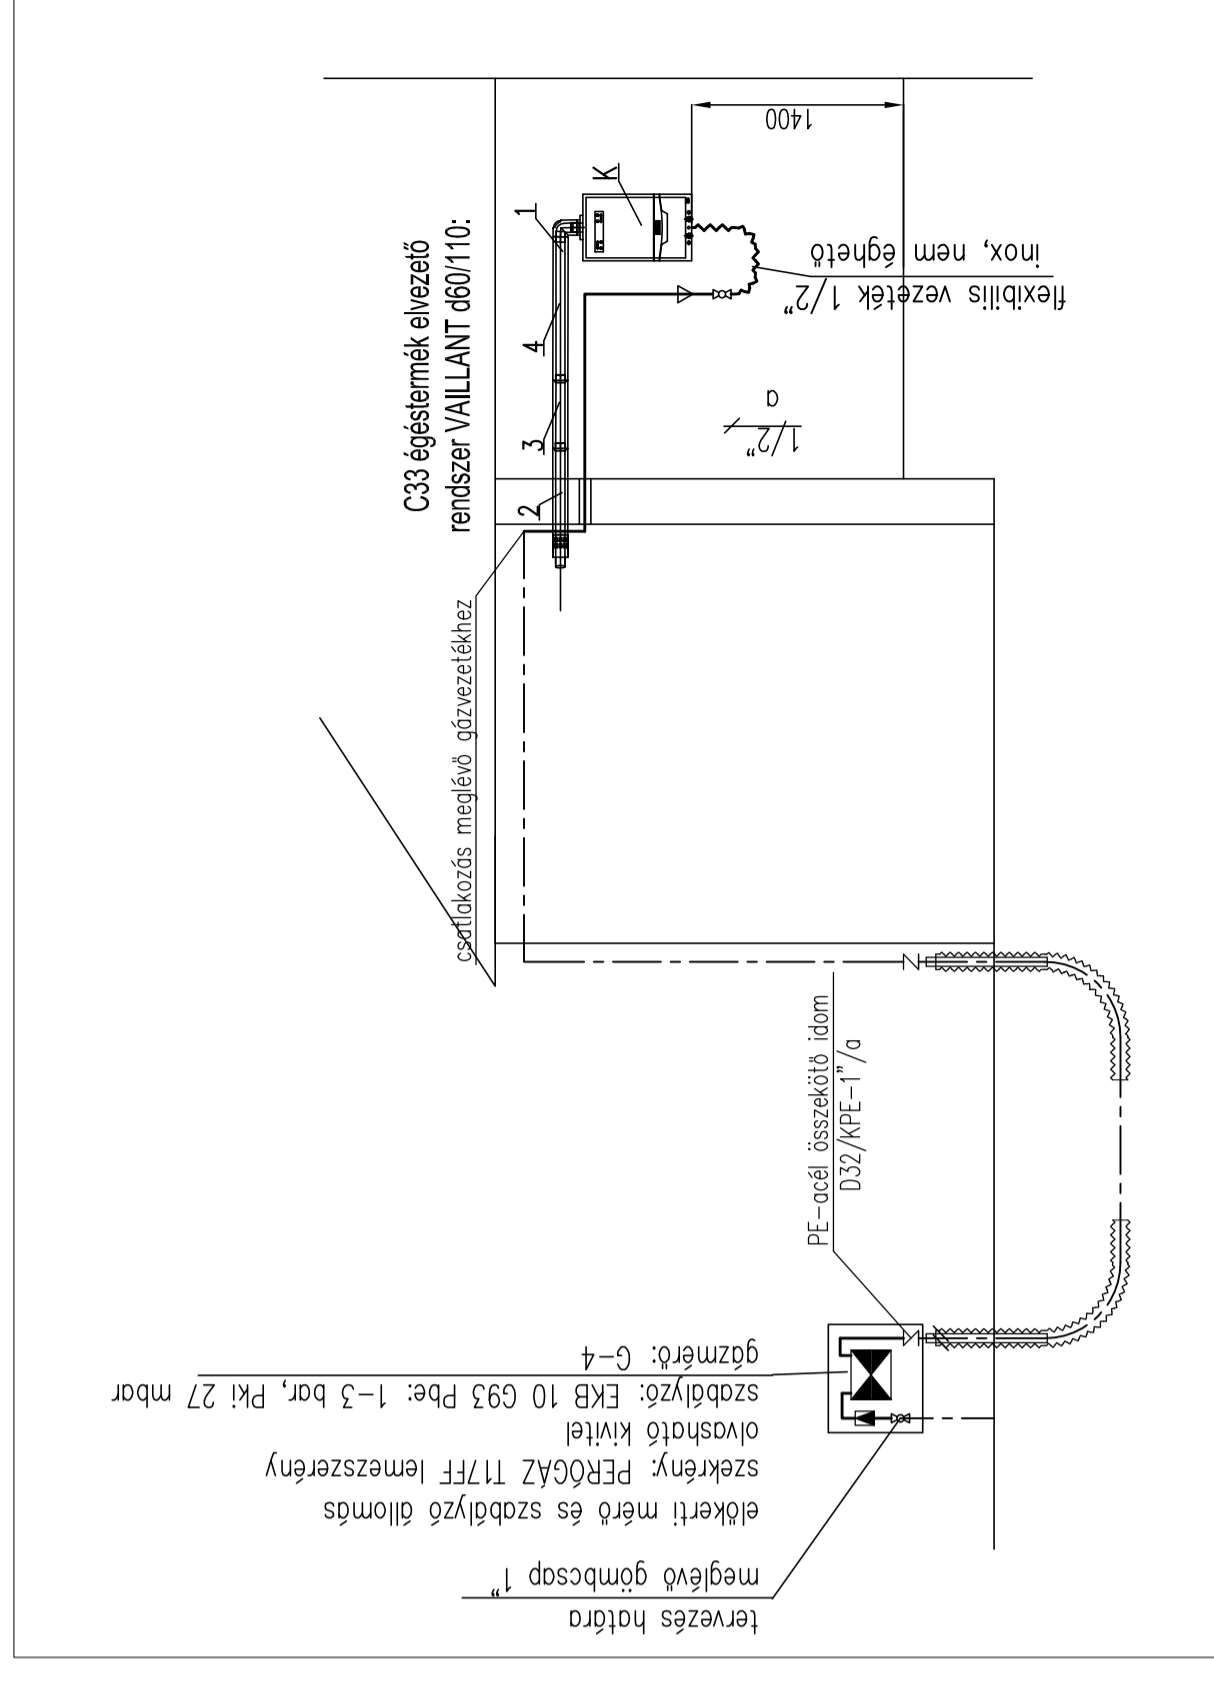 C33 égéstermék elvezető
rendszer VAILLANT d60/110:
1
K
4
3
2
1400
flexibilis vezeték 1/2"
inox, nem éghető
1/2"
a
csatlakozás meglévő gázvezetékhez
PE-acél összekötő idom
D32/KPE-1"/a
tervezés határa
meglévő gömbcsap 1"
előkerti mérő és szabályzó állomás
szekrény: PERŐGÁZ T17FF lemezszerény
olvasható kivitel
szabályzó: EKB 10 G93 Pbe: 1-3 bar, Pki 27 mbar
gázmérő: G-4